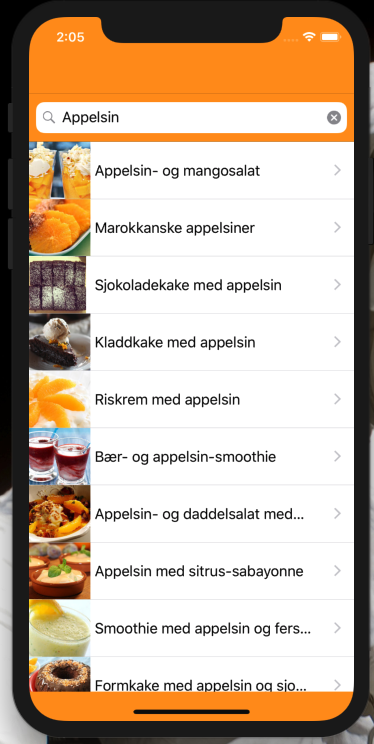 2:05
Appelsin
Appelsin- og mangosalat
Marokkanske appelsiner
Sjokoladekake med appelsin
Kladdkake med appelsin
Riskrem med appelsin
Bær- og appelsin-smoothie
Appelsin- og daddelsalat med...
Appelsin med sitrus-sabayonne
Smoothie med appelsin og fers...
Formkake med appelsin og sjo...